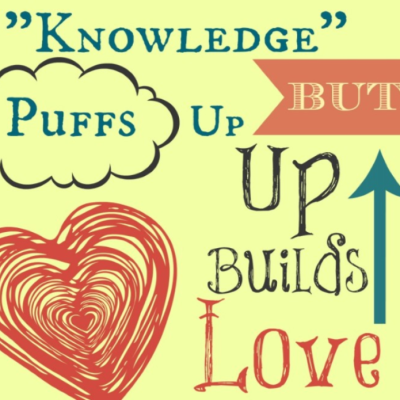 ”Knowledge”
Puffs Up BUT
Up
Builds
Love